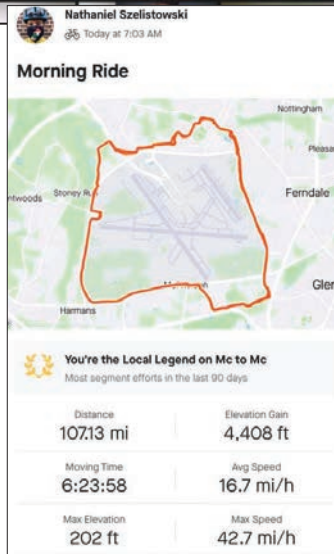 Nathaniel Szelistowski
Today at 7:03 AM
Morning Ride
Nottingham
Pleasa
Ferndale
Stoney Ru
entwoods
Glen
Harmans
You're the Local Legend on Mc to Mc
Most segment efforts in the last 90 days
Distance
Elevation Gain
107.13 mi
4,408 ft
Moving Time
Avg Speed
6:23:58
16.7 mi/h
Max Elevation
Max Speed
202 ft
42.7 mi/h